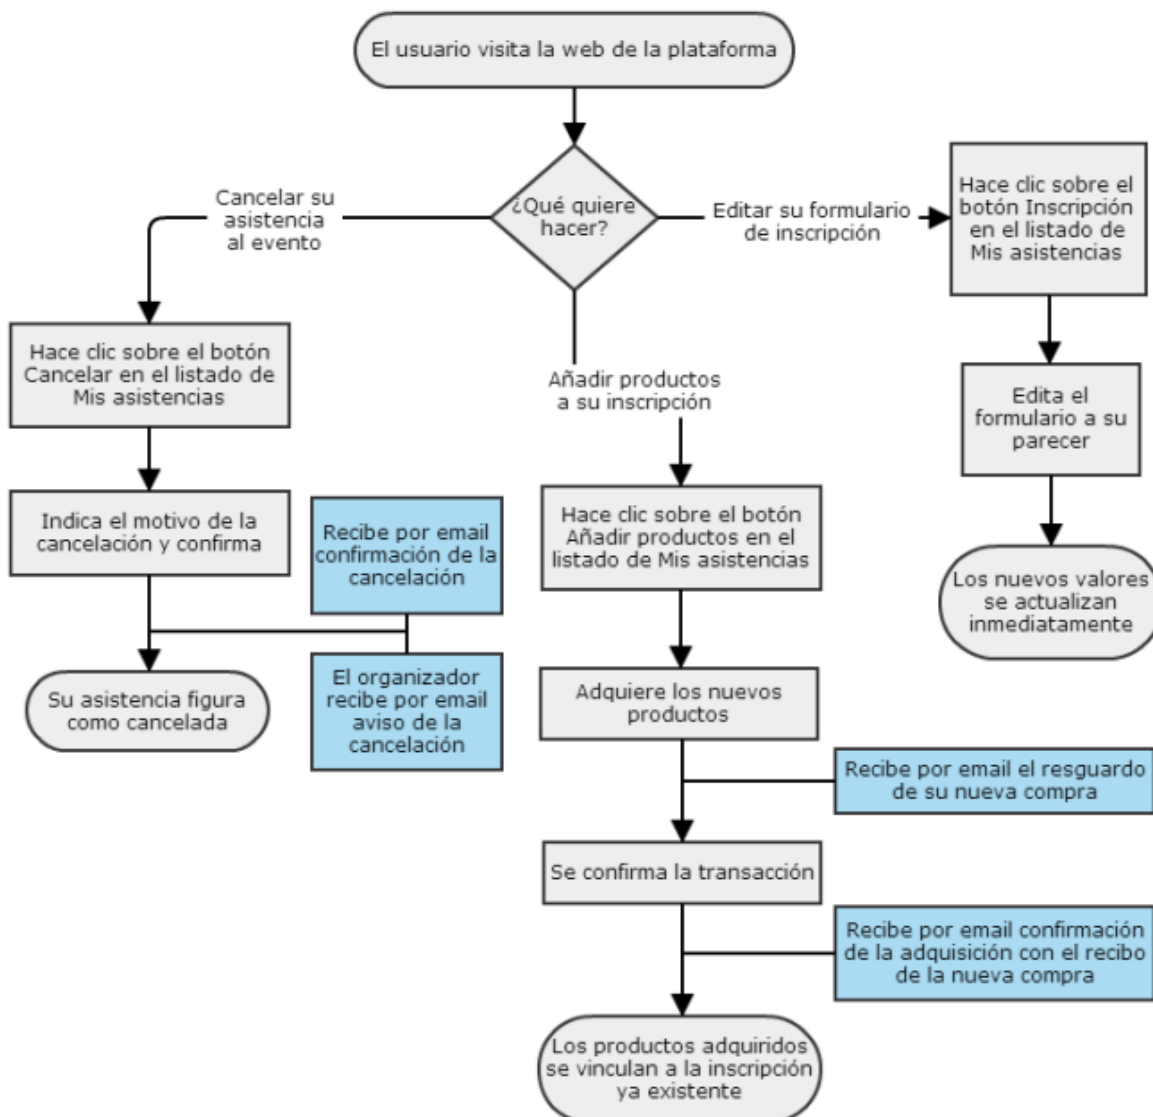 El usuario visita la web de la plataforma
¿Qué quiere
hacer?
Cancelar su
asistencia
al evento
Hace clic sobre el botón
Cancelar en el listado de
Mis asistencias
Indica el motivo de la
cancelación y confirma
Recibe por email
confirmación de la
cancelación
El organizador
recibe por email
aviso de la
cancelación
Su asistencia figura
como cancelada
Añadir productos
a su inscripción
Hace clic sobre el botón
Añadir productos en el
listado de Mis asistencias
Adquiere los nuevos
productos
Recibe por email el resguardo
de su nueva compra
Se confirma la transacción
Recibe por email confirmación
de la adquisición con el recibo
de la nueva compra
Los productos adquiridos
se vinculan a la inscripción
ya existente
Editar su formulario
de inscripción
Hace clic sobre el
botón Inscripción
en el listado de
Mis asistencias
Edita el
formulario a su
parecer
Los nuevos valores
se actualizan
inmediatamente